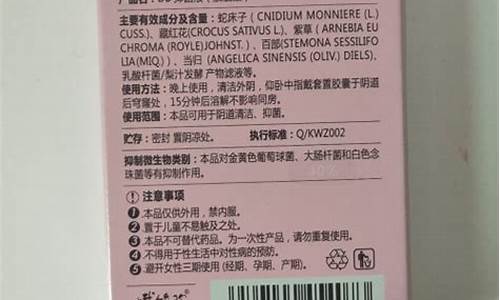 主要有效成分及含量：蛇床子（CNIDIUM MONNIERE (L.)
CUSS.）、藏红花(CROCUS SATIVUS L.）、紫草（ARNEBIA EU
CHROMA (ROYLE)JOHNST.）、百部(STEMONA SESSILIFO
LIA(MIQ)）、当归（ANGELICA SINENSIS (OLIV.) DIELS)、
乳酸杆菌/梨汁发酵 产物滤液等。
使用方法：晚上使用，清洁外阴，仰卧中指戴套置胶囊于阴道
后穹窿处，15分钟后溶解不影响同房。
使用范围：本品可用于阴道清洁、抑菌。
贮存：密封 置阴凉处。 执行标准：Q/KWZ002
抑制微生物类别：本品对金黄色葡萄球菌、大肠杆菌和白色念
珠菌等有抑制作用。
注意事项
❶本品仅供外用，禁内服。
❷置于儿童不易触及之处。
❸本品不可替代药品。为一次性产品，请勿重复使用。
❹不得用于性生活中对性病的预防。
❺避开女性三期使用 (经期、孕期、产期)。